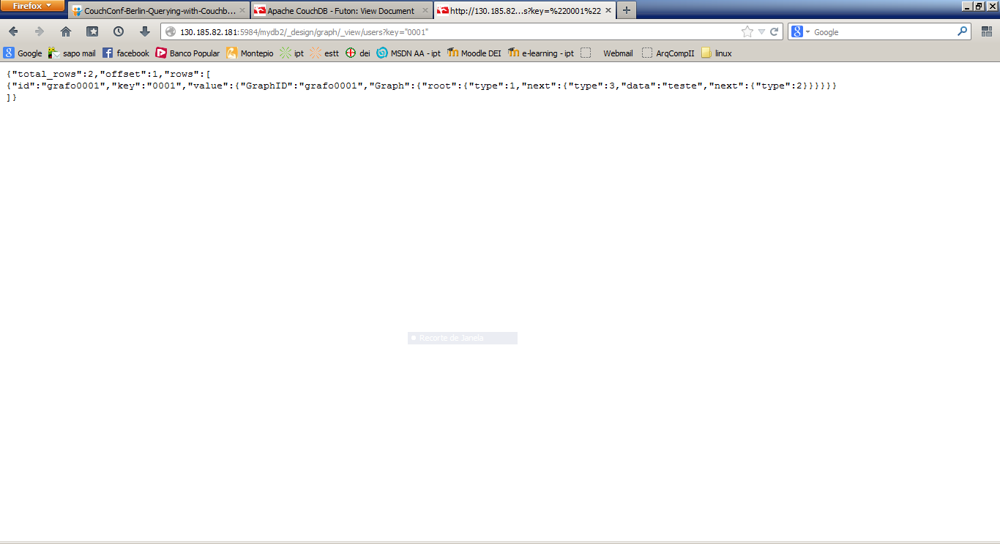 Firefox
CouchConf-Berlin-Querying-with-Couchb...
Apache CouchDB - Futon: View Document
http://130.185.82...s?key=%220001%22
130.185.82.181:5984/mydb2/_design/graph/_view/users?key="0001"
Google
Google
sapo mail
facebook
Banco Popular
Montepio
ipt
estt
dei
MSDN AA - ipt
Moodle DEI
e-learning - ipt
Webmail
ArqCompII
linux
{"total_rows":2,"offset":1,"rows":[
{"id":"grafo0001","key":"0001","value":{"GraphID":"grafo0001","Graph":{"root":{"type":1,"next":{"type":3,"data":"teste","next":{"type":2}}}}}}
]}
Recorte de Janela